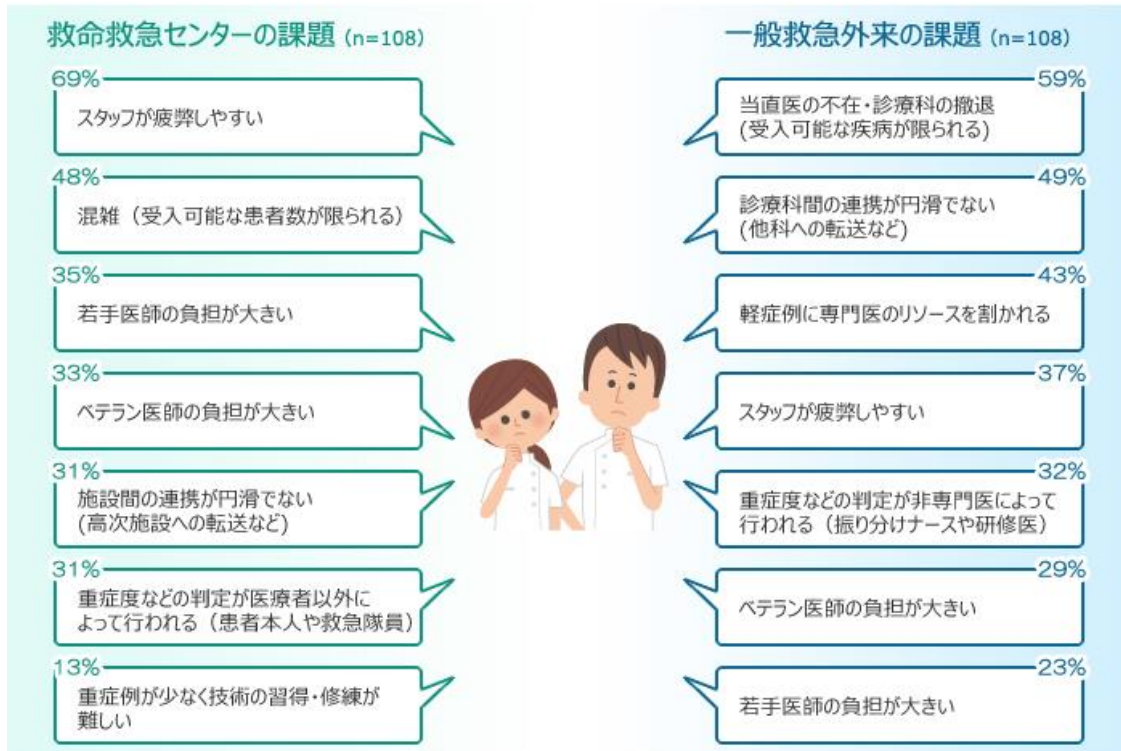 救命救急センターの課題 (n=108)
69%
スタッフが疲弊しやすい
48%
混雑（受入可能な患者数が限られる）
35%
若手医師の負担が大きい
33%
ベテラン医師の負担が大きい
31%
施設間の連携が円滑でない
(高次施設への転送など)
31%
重症度などの判定が医療者以外に
よって行われる（患者本人や救急隊員）
13%
重症例が少なく技術の習得・修練が
難しい
一般救急外来の課題 (n=108)
59%
当直医の不在・診療科の撤退
(受入可能な疾病が限られる)
49%
診療科間の連携が円滑でない
(他科への転送など)
43%
軽症例に専門医のリソースを割かれる
37%
スタッフが疲弊しやすい
32%
重症度などの判定が非専門医によって
行われる（振り分けナースや研修医）
29%
ベテラン医師の負担が大きい
23%
若手医師の負担が大きい